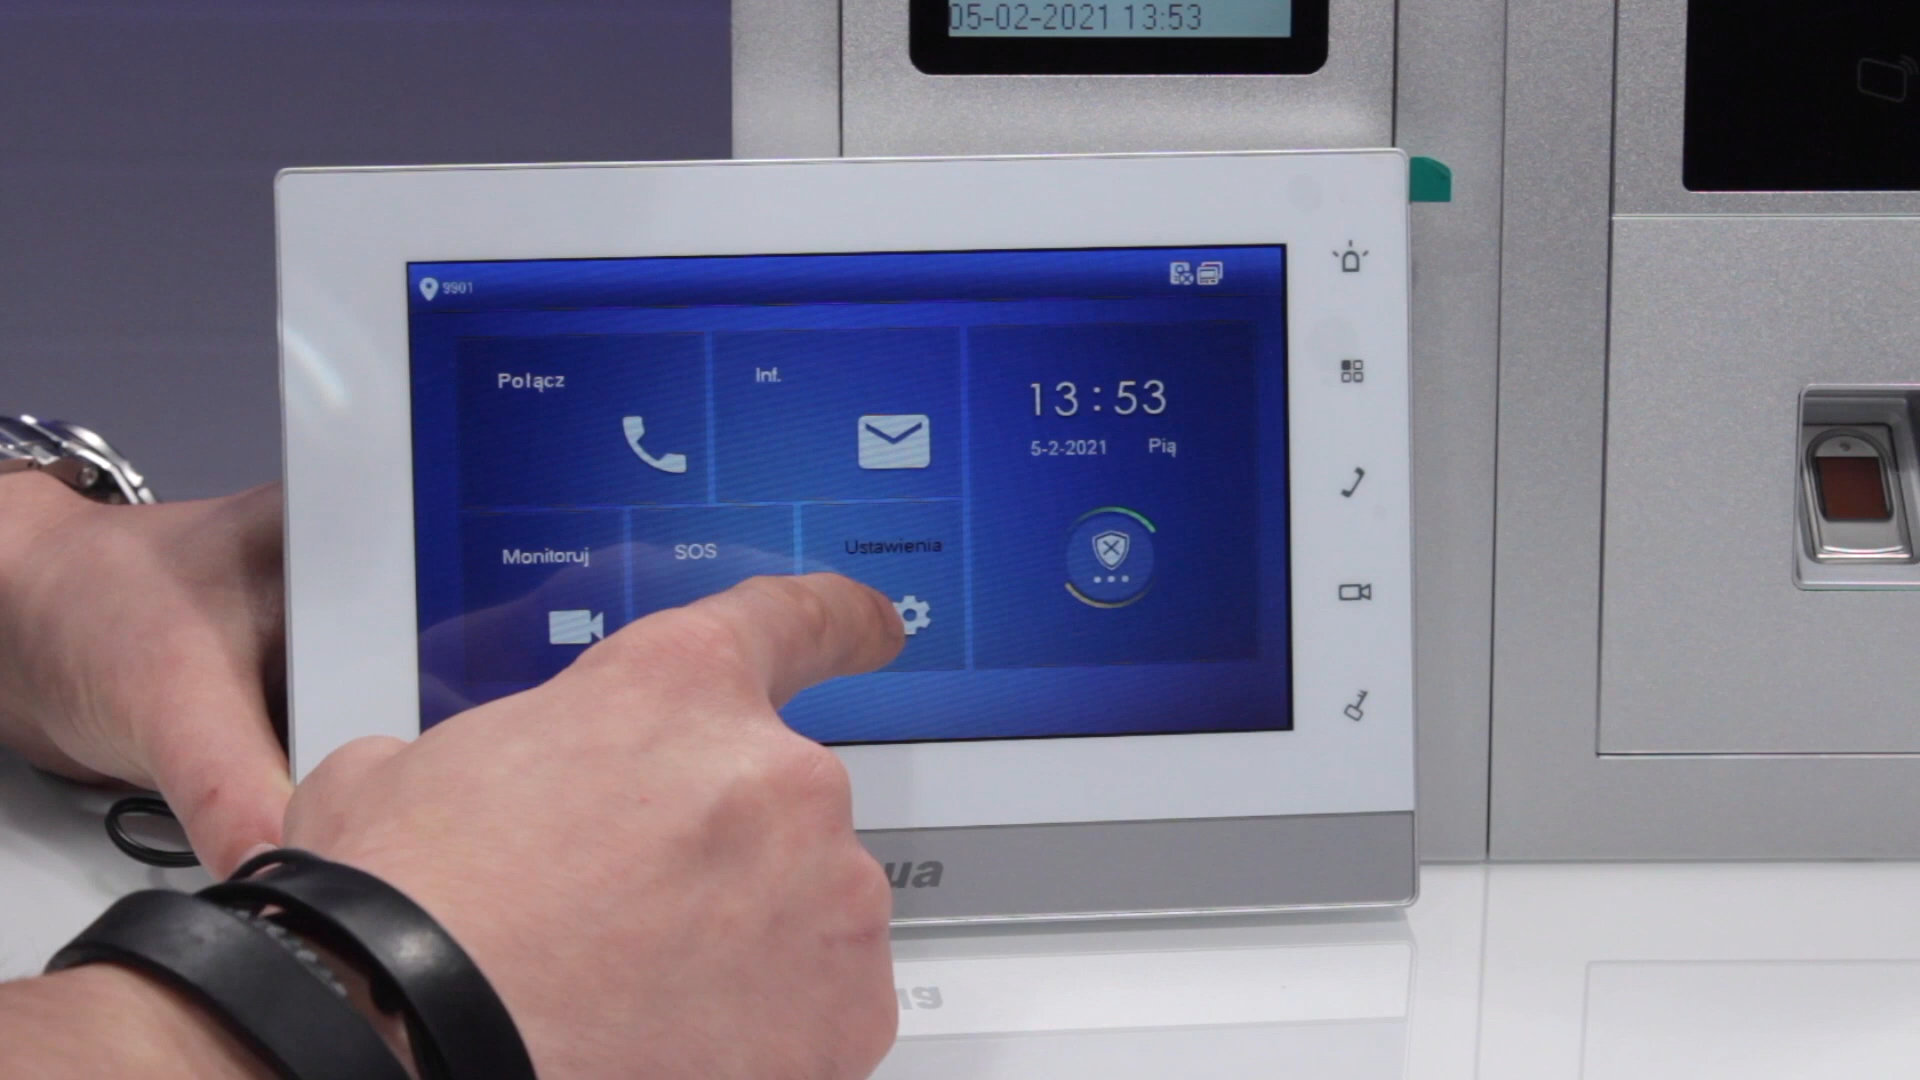 05-02-2021 13:53
9901
Połącz
Inf.
13:53
5-2-2021 Pią
Monitoruj
SOS
Ustawienia
ua